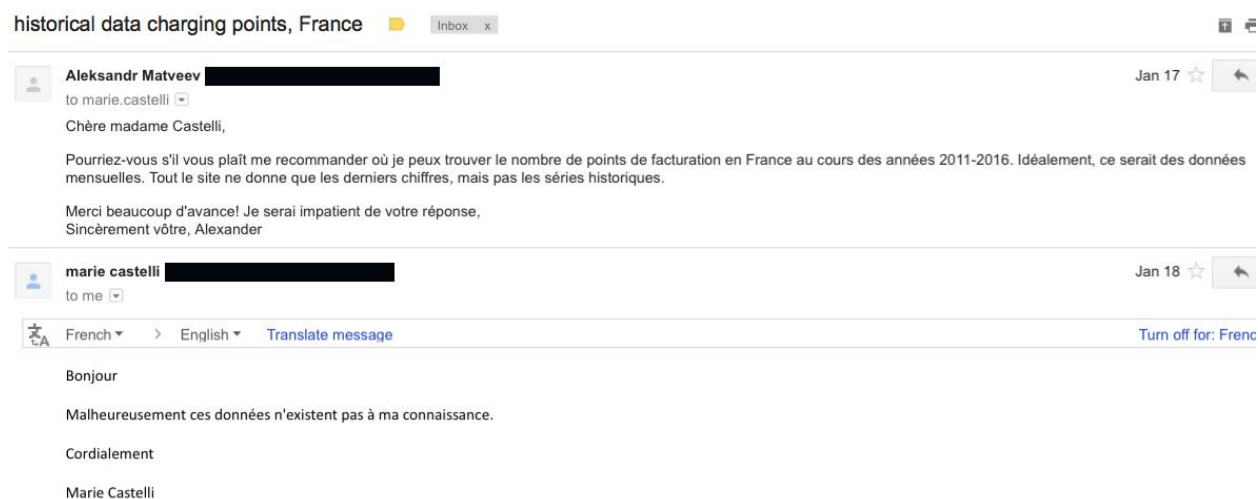 historical data charging points, France
Inbox x
Aleksandr Matveev
Jan 17
to marie.castelli
Chère madame Castelli,
Pourriez-vous s'il vous plaît me recommander où je peux trouver le nombre de points de facturation en France au cours des années 2011-2016. Idéalement, ce serait des données
mensuelles. Tout le site ne donne que les derniers chiffres, mais pas les séries historiques.
Merci beaucoup d'avance! Je serai impatient de votre réponse,
Sincèrement vôtre, Alexander
marie castelli
Jan 18
to me
French > English Translate message
Turn off for: Frenc
Bonjour
Malheureusement ces données n'existent pas à ma connaissance.
Cordialement
Marie Castelli